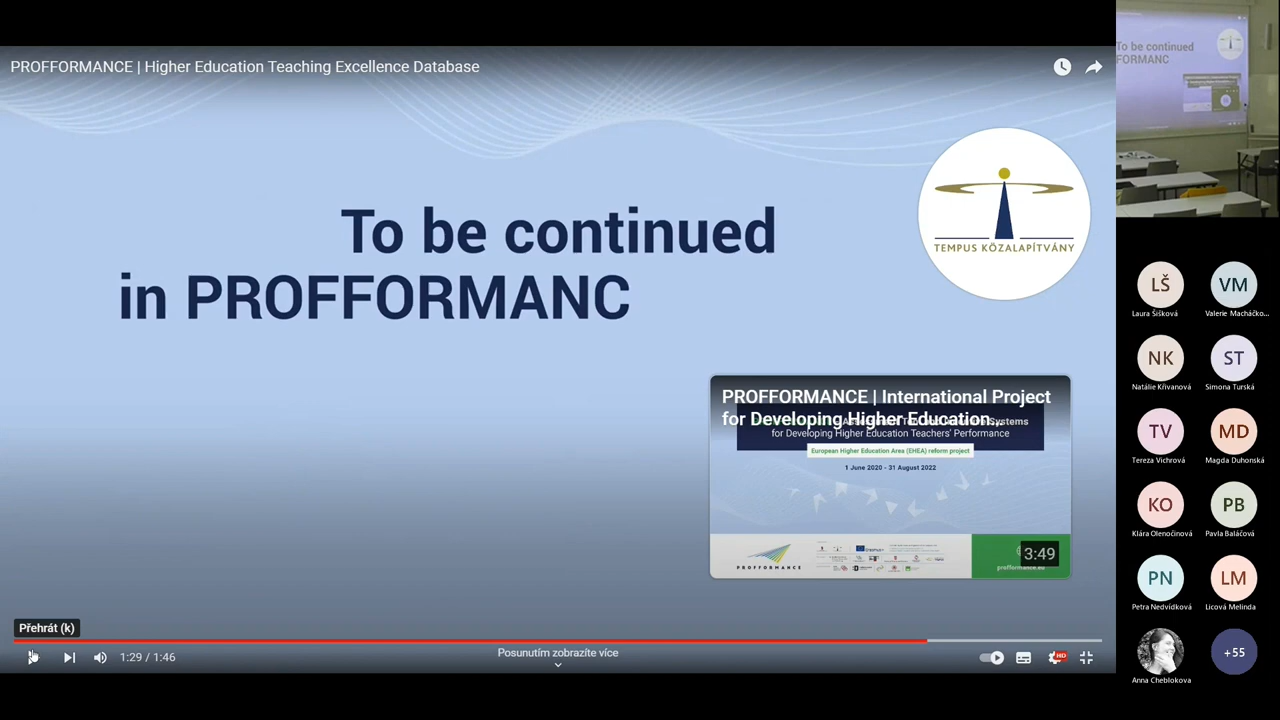 PROFFORMANCE | Higher Education Teaching Excellence Database
To be continued
in PROFFORMANC
TEMPUS KÖZALAPÍTVÁNY
PROFFORMANCE | International Project
for Developing Higher Education...
for Developing Higher Education Teachers' Performance
European Higher Education Area (EHEA) reform project
1 June 2020 - 31 August 2022
PROFFORMANCE
3:49
Přehrát (k)
1:29 / 1:46
Posunutím zobrazíte více
HD
To be continued
FORMANC
LŠ
Laura Šišková
VM
Valerie Macháčko...
NK
Natálie Křivanová
ST
Simona Turská
TV
Tereza Vichrová
MD
Magda Duhonská
KO
Klára Olenočinová
PB
Pavla Baláčová
PN
Petra Nedvídková
LM
Licová Melinda
Anna Cheblokova
+55